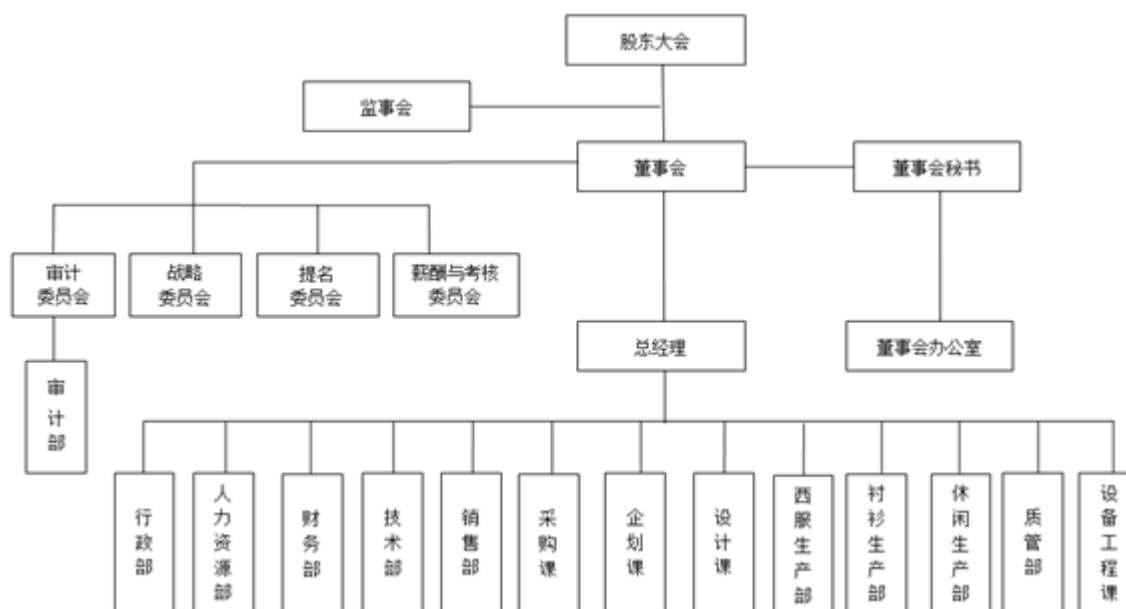 股东大会
监事会
董事会
董事会秘书
审计
委员会
战略
委员会
提名
委员会
薪酬与考核
委员会
总经理
董事会办公室
审计部
行政部
人力资源部
财务部
技术部
销售部
采购课
企划课
设计课
西服生产部
衬衫生产部
休闲生产部
质管部
设备工程课